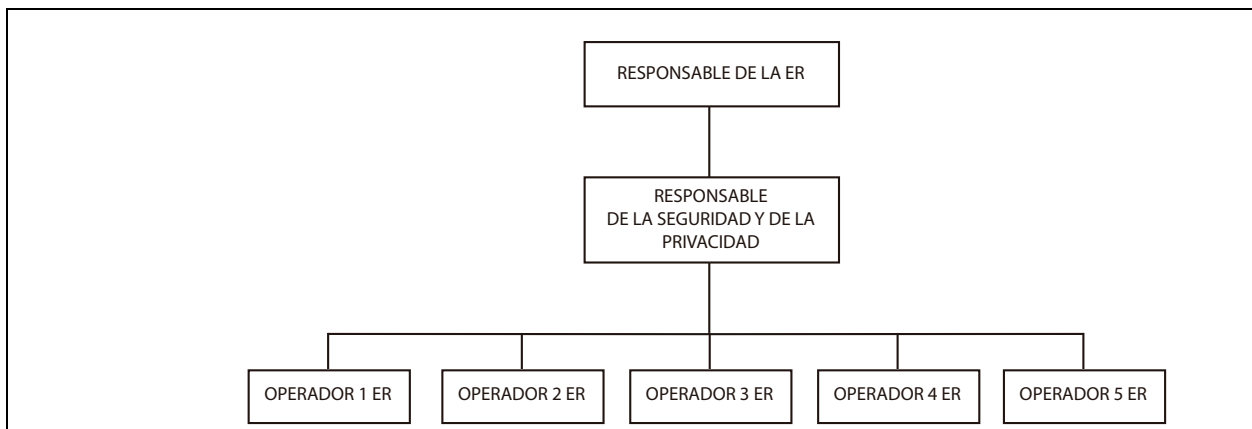 RESPONSABLE DE LA ER
RESPONSABLE
DE LA SEGURIDAD Y DE LA
PRIVACIDAD
OPERADOR 1 ER
OPERADOR 2 ER
OPERADOR 3 ER
OPERADOR 4 ER
OPERADOR 5 ER